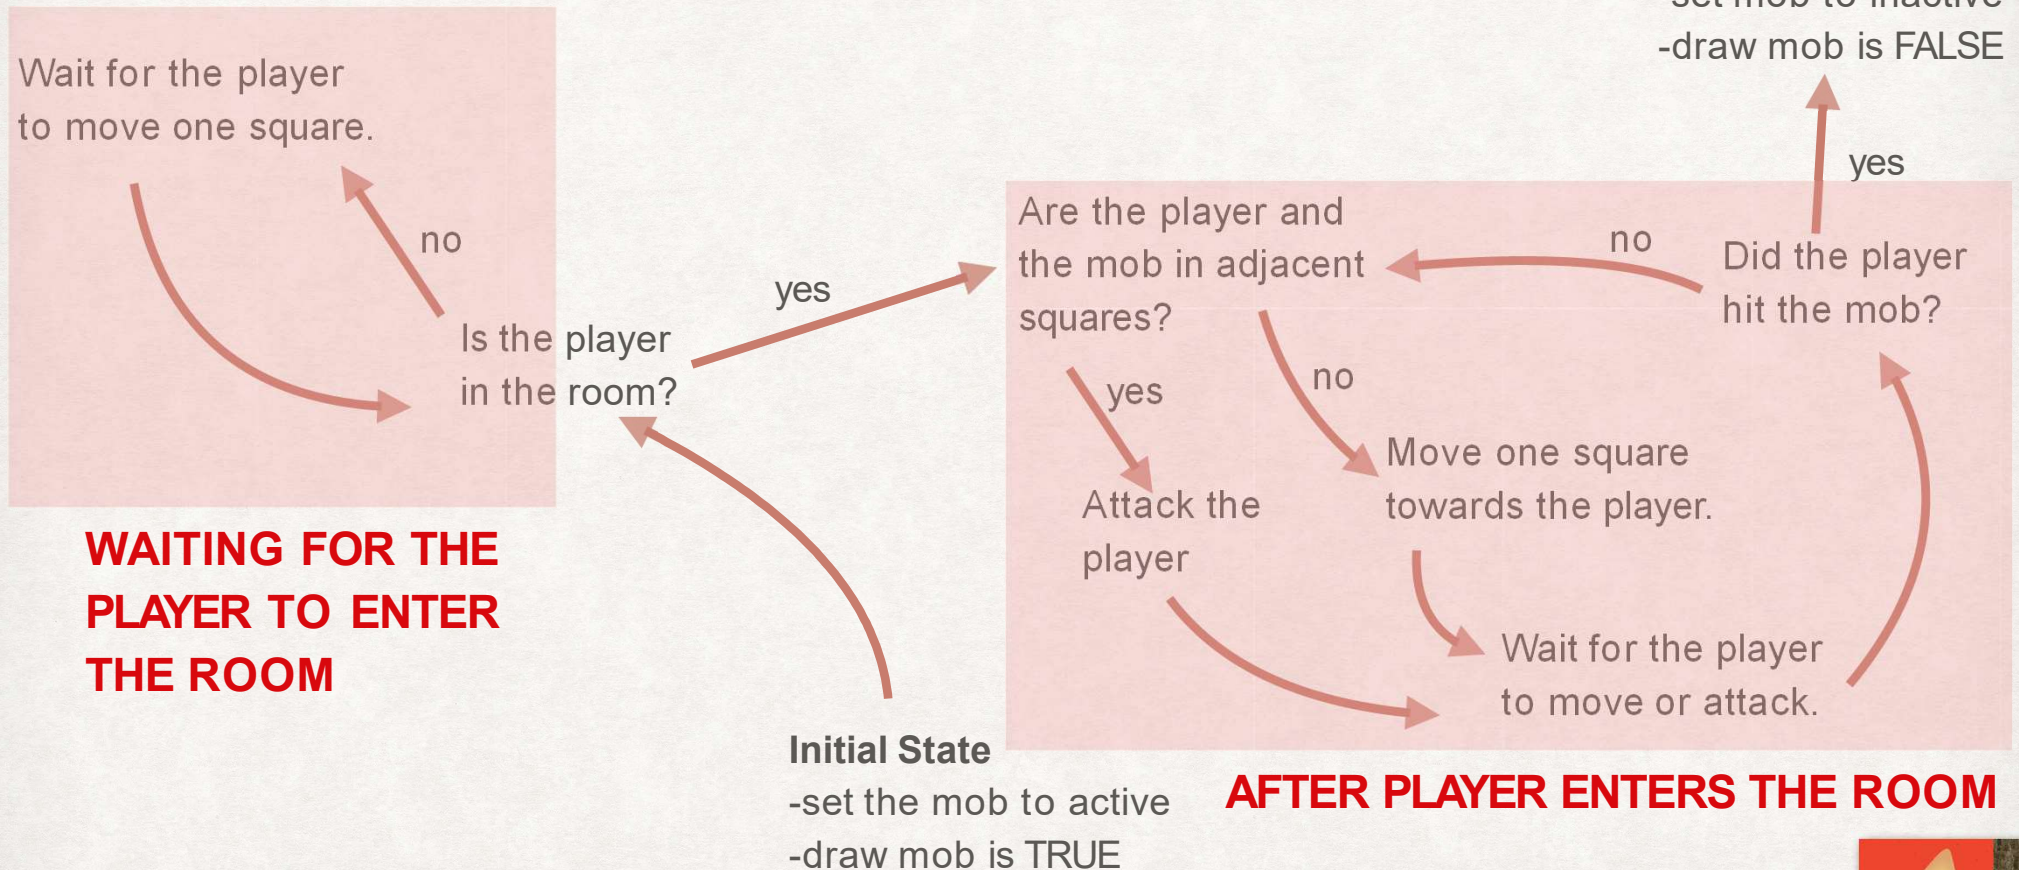 -set mob to inactive
-draw mob is FALSE
yes
Wait for the player
to move one square.
no
Is the player
in the room?
yes
Are the player and
the mob in adjacent
squares?
no
Did the player
hit the mob?
yes
no
Attack the
player
Move one square
towards the player.
Wait for the player
to move or attack.
WAITING FOR THE
PLAYER TO ENTER
THE ROOM
Initial State
-set the mob to active
-draw mob is TRUE
AFTER PLAYER ENTERS THE ROOM